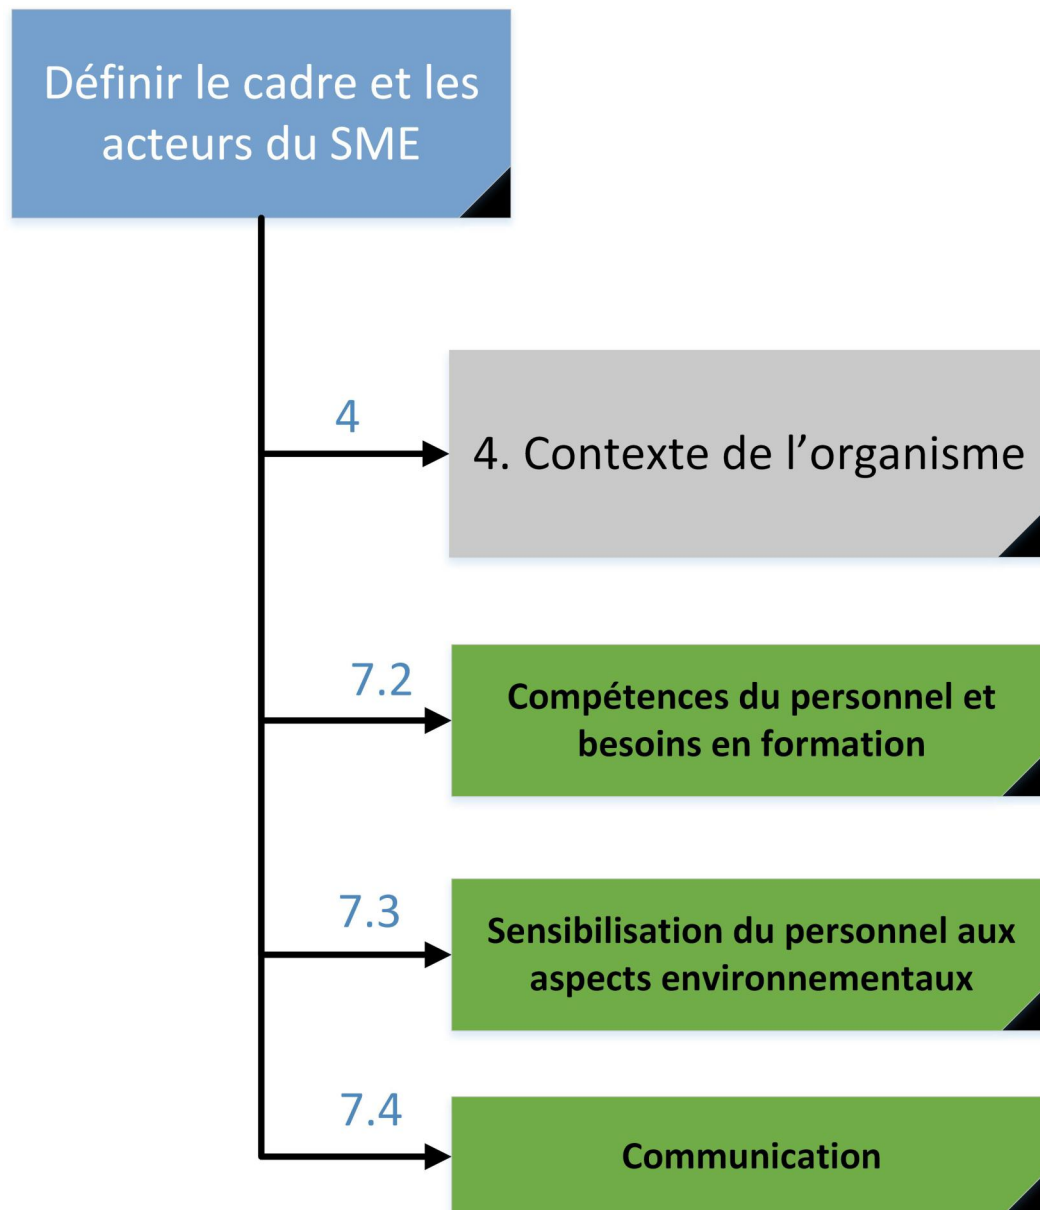 Définir le cadre et les
acteurs du SME
4
4. Contexte de l’organisme
7.2
Compétences du personnel et
besoins en formation
7.3
Sensibilisation du personnel aux
aspects environnementaux
7.4
Communication